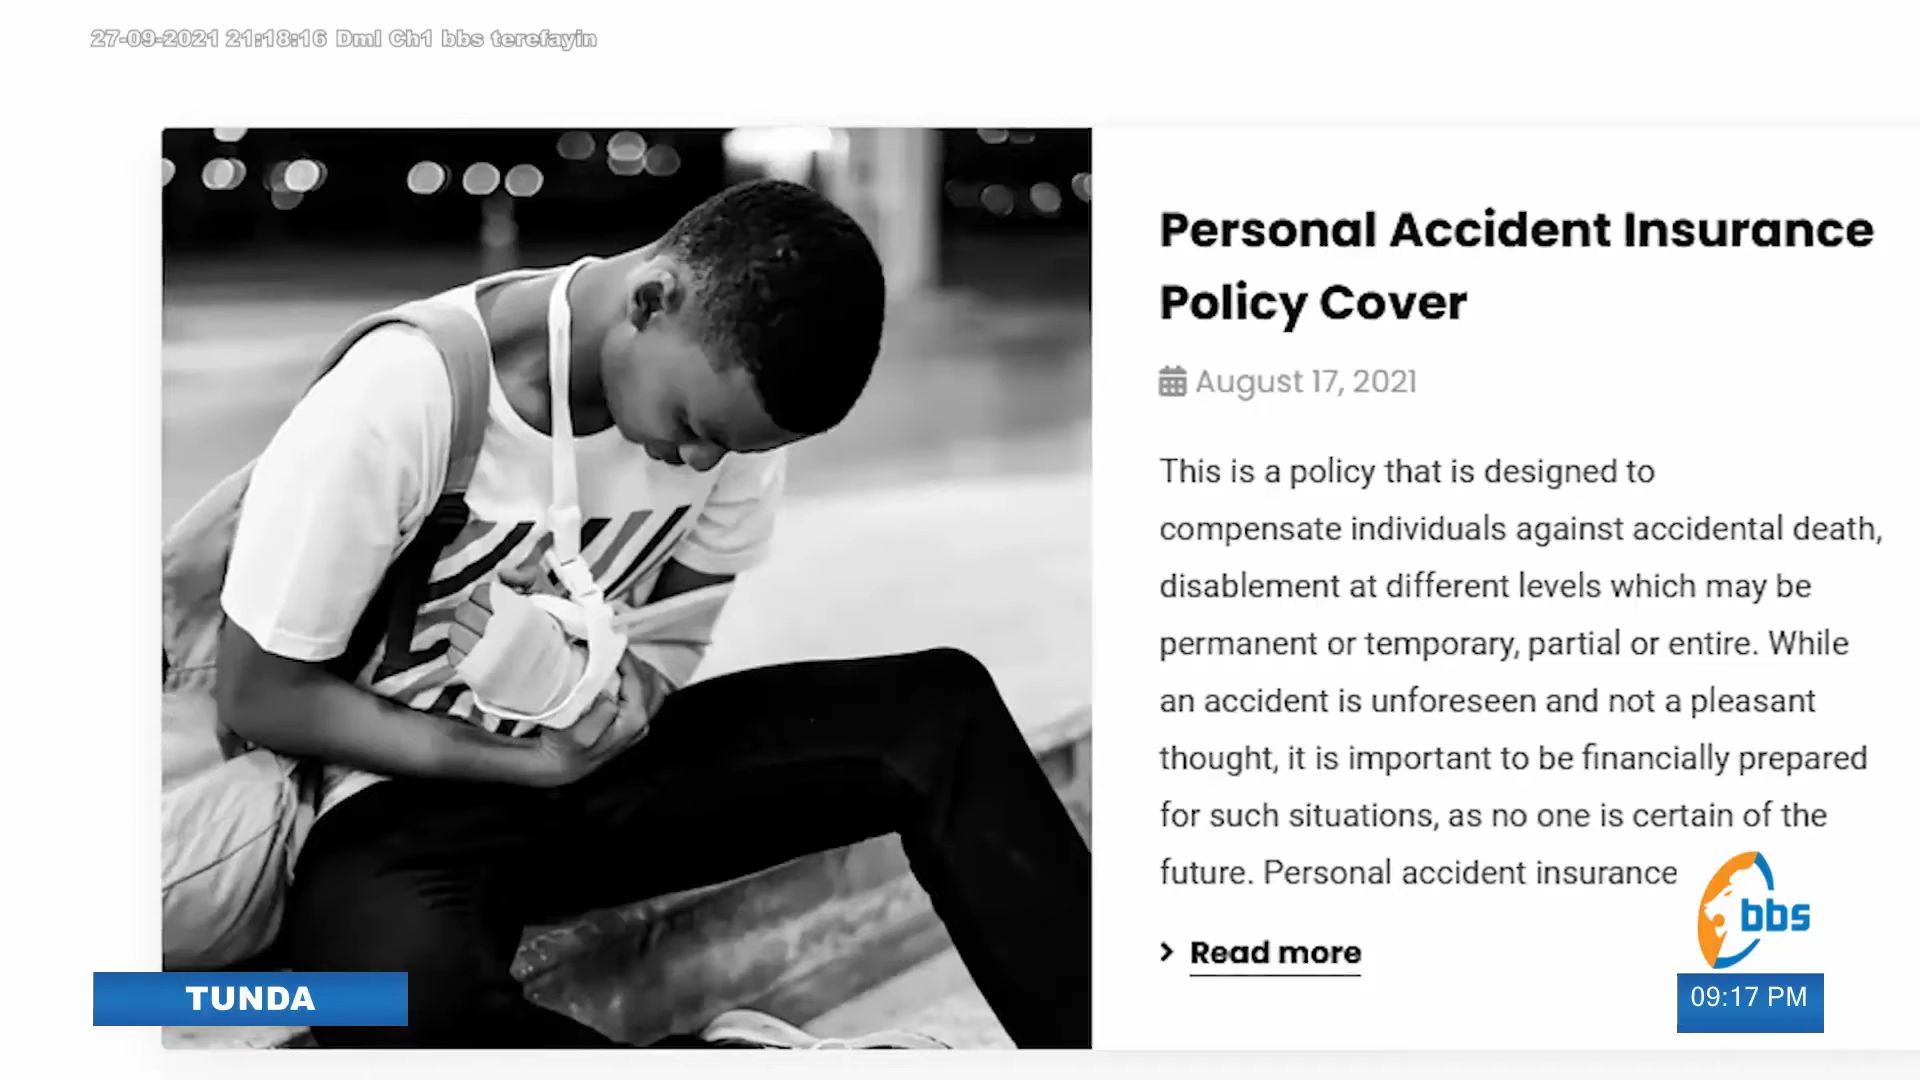 27-09-2021 21:18:16 Dml Ch1 bbs terefayin
Personal Accident Insurance
Policy Cover
August 17, 2021
This is a policy that is designed to
compensate individuals against accidental death,
disablement at different levels which may be
permanent or temporary, partial or entire. While
an accident is unforeseen and not a pleasant
thought, it is important to be financially prepared
for such situations, as no one is certain of the
future. Personal accident insurance
Read more
bbs
TUNDA
09:17 PM